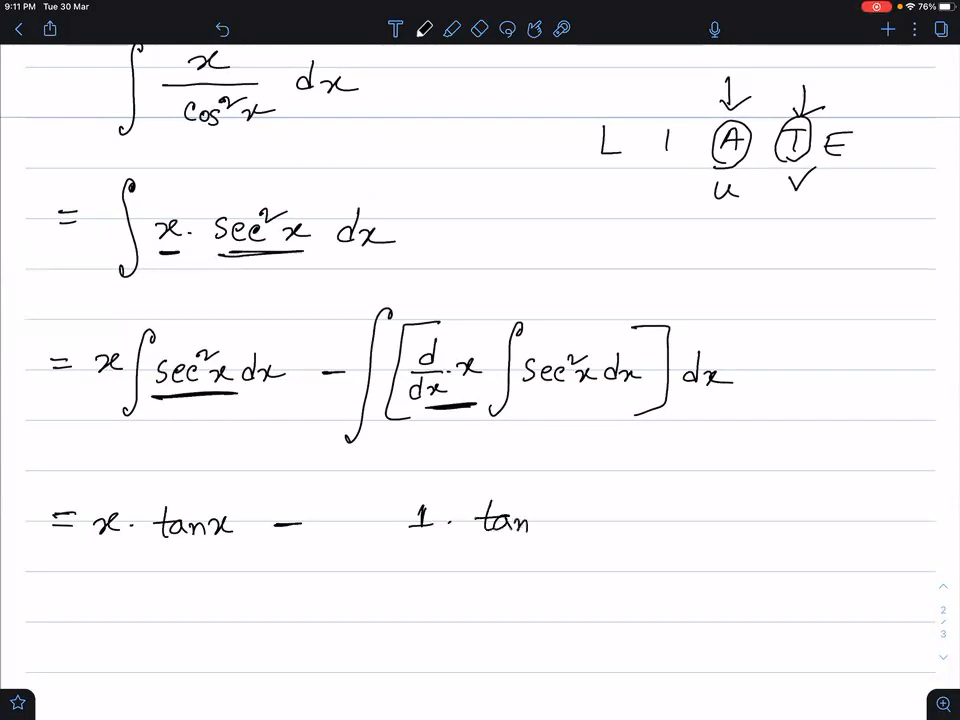 9:11 PM Tue 30 Mar
76%
∫ x / cos²x dx
L I A T E
u v
= ∫ x · sec²x dx
= x ∫ sec²x dx − ∫ [ d/dx · x ∫ sec²x dx ] dx
= x · tanx − 1 · tan
2
/
3